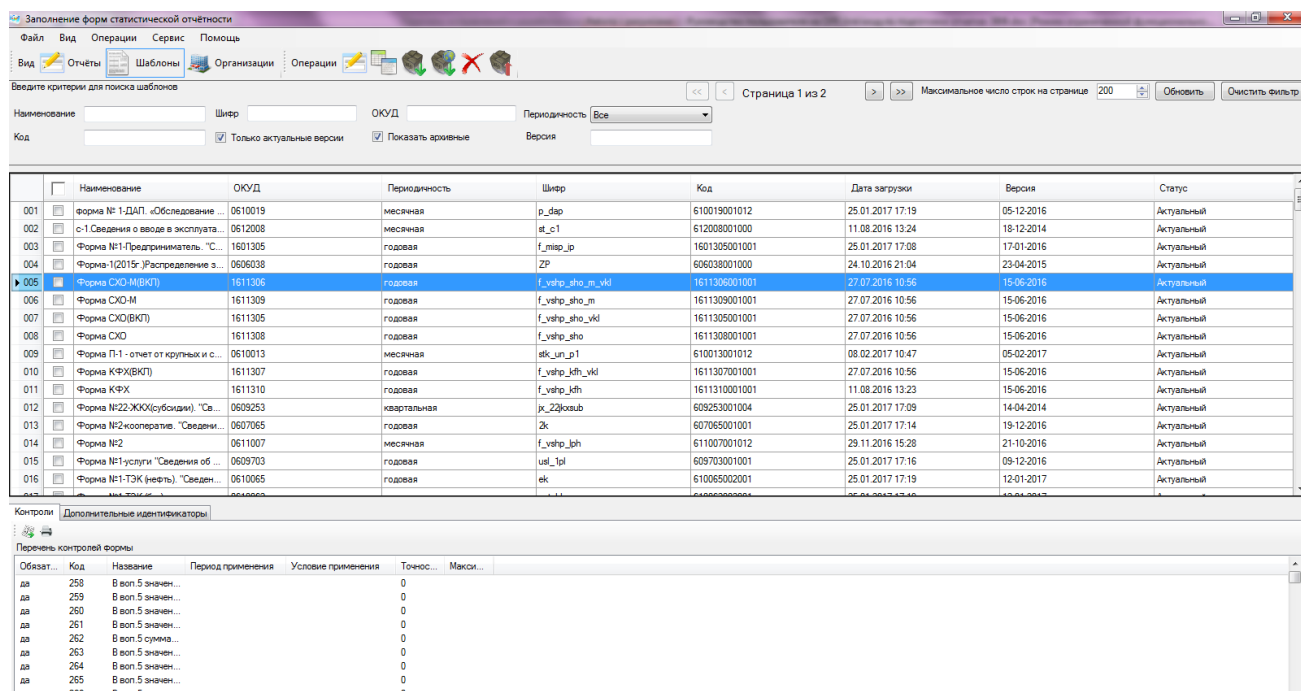 Заполнение форм статистической отчётности
Файл Вид Операции Сервис Помощь
Вид Отчёты Шаблоны Организации Операции
Введите критерии для поиска шаблонов << < Страница 1 из 2 > >> Максимальное число строк на странице 200 Обновить Очистить фильтр
Наименование Шифр ОКУД Периодичность Все
Код Только актуальные версии Показать архивные Версия
Наименование ОКУД Периодичность Шифр Код Дата загрузки Версия Статус
001 форма № 1-ДАП. «Обследование ... 0610019 месячная p_dap 610019001012 25.01.2017 17:19 05-12-2016 Актуальный
002 с-1.Сведения о вводе в эксплуата... 0612008 месячная st_c1 612008001000 11.08.2016 13:24 18-12-2014 Актуальный
003 Форма №1-Предприниматель. "С... 1601305 годовая f_misp_ip 1601305001001 25.01.2017 17:08 17-01-2016 Актуальный
004 Форма-1(2015г.)Распределение з... 0606038 годовая ZP 606038001000 24.10.2016 21:04 23-04-2015 Актуальный
005 Форма СХО-М(ВКП) 1611306 годовая f_vshp_sho_m_vkl 1611306001001 27.07.2016 10:56 15-06-2016 Актуальный
006 Форма СХО-М 1611309 годовая f_vshp_sho_m 1611309001001 27.07.2016 10:56 15-06-2016 Актуальный
007 Форма СХО(ВКП) 1611305 годовая f_vshp_sho_vkl 1611305001001 27.07.2016 10:56 15-06-2016 Актуальный
008 Форма СХО 1611308 годовая f_vshp_sho 1611308001001 27.07.2016 10:56 15-06-2016 Актуальный
009 Форма П-1 - отчет от крупных и с... 0610013 месячная stk_un_p1 610013001012 08.02.2017 10:47 05-02-2017 Актуальный
010 Форма КФХ(ВКП) 1611307 годовая f_vshp_kfh_vkl 1611307001001 27.07.2016 10:56 15-06-2016 Актуальный
011 Форма КФХ 1611310 годовая f_vshp_kfh 1611310001001 11.08.2016 13:23 15-06-2016 Актуальный
012 Форма №22-ЖКХ(субсидии). "Св... 0609253 квартальная jx_22jkxsub 609253001004 25.01.2017 17:09 14-04-2014 Актуальный
013 Форма №2-кооператив. "Сведени... 0607065 годовая 2k 607065001001 25.01.2017 17:14 19-12-2016 Актуальный
014 Форма №2 0611007 месячная f_vshp_lph 611007001012 29.11.2016 15:28 21-10-2016 Актуальный
015 Форма №1-услуги "Сведения об ... 0609703 годовая usl_1pl 609703001001 25.01.2017 17:16 09-12-2016 Актуальный
016 Форма №1-ТЭК (нефть). "Сведен... 0610065 годовая ek 610065002001 25.01.2017 17:19 12-01-2017 Актуальный
Контроли Дополнительные идентификаторы
Перечень контролей формы
Обязат... Код Название Период применения Условие применения Точнос... Макси...
да 258 В воп.5 значен... 0
да 259 В воп.5 значен... 0
да 260 В воп.5 значен... 0
да 261 В воп.5 значен... 0
да 262 В воп.5 сумма... 0
да 263 В воп.5 значен... 0
да 264 В воп.5 значен... 0
да 265 В воп.5 значен... 0